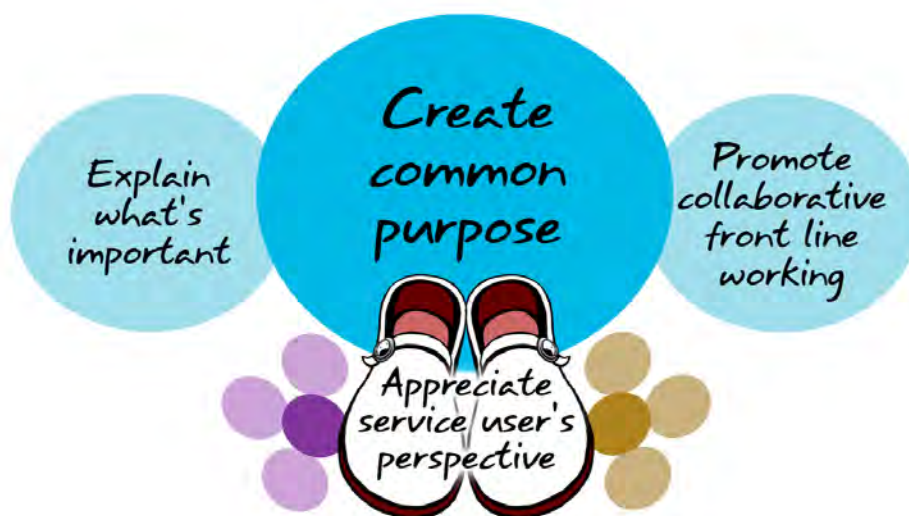 Explain
what's
important
Create
common
purpose
Promote
collaborative
front line
working
Appreciate
service user's
perspective